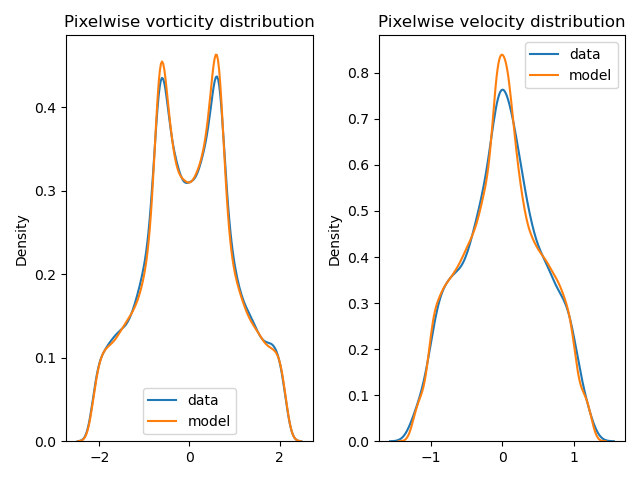 Pixelwise vorticity distribution
Density
0.4
0.3
0.2
0.1
0.0
−2
0
2
data
model
Pixelwise velocity distribution
Density
0.8
0.7
0.6
0.5
0.4
0.3
0.2
0.1
0.0
−1
0
1
data
model